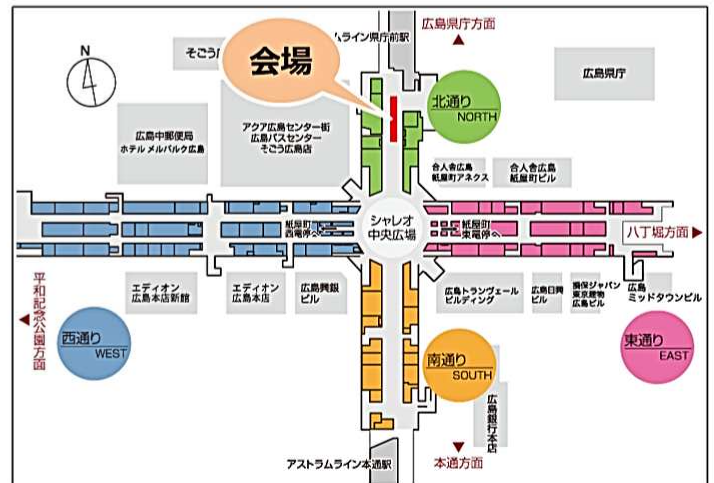 広島県庁方面
ムライン県庁前駅
N
そごう
会場
広島県庁
北通り
NORTH
アクア広島センター街
広島バスセンター
そごう広島店
広島中郵便局
ホテル メルパルク広島
合人舎広島
紙屋町アネックス
合人舎広島
紙屋町ビル
シャレオ
中央広場
紙屋町
西電停へ
紙屋町
東電停へ
八丁堀方面
平和記念公園方面
エディオン
広島本店新館
エディオン
広島本店
広島興銀
ビル
広島トランヴェール
ビルディング
広島日興
ビル
損保ジャパン
東京建物
広島ビル
広島
ミッドタウンビル
西通り
WEST
南通り
SOUTH
東通り
EAST
広島銀行本店
アストラムライン本通駅
本通方面